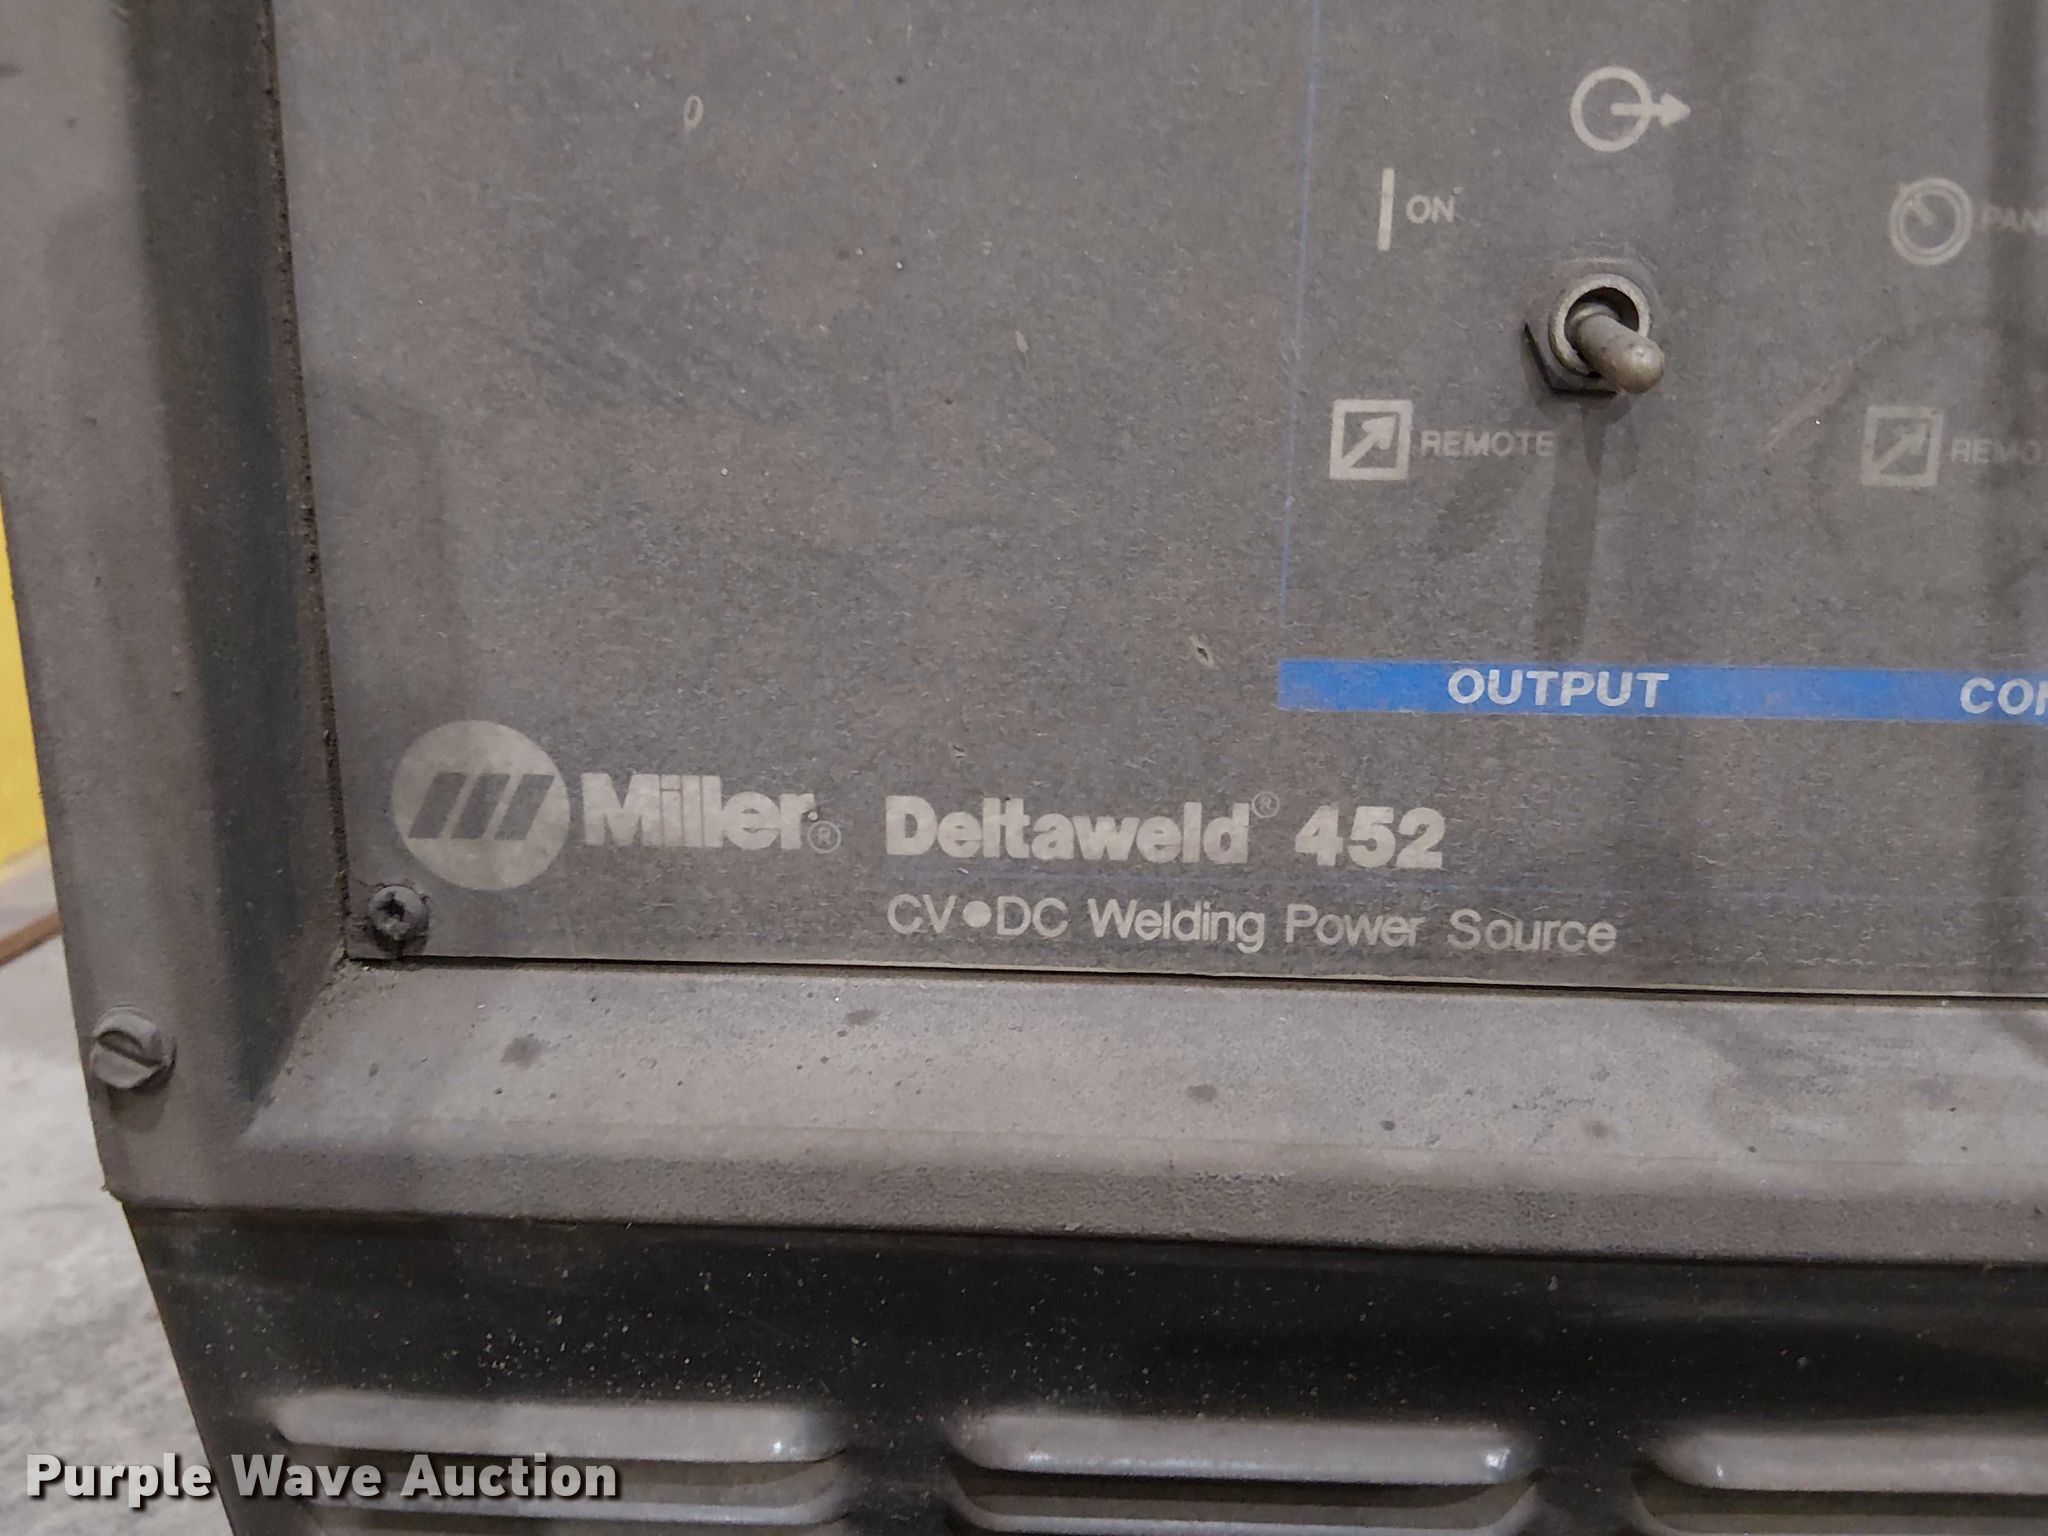 ON
REMOTE
OUTPUT
Miller® Deltaweld® 452
CV•DC Welding Power Source
Purple Wave Auction